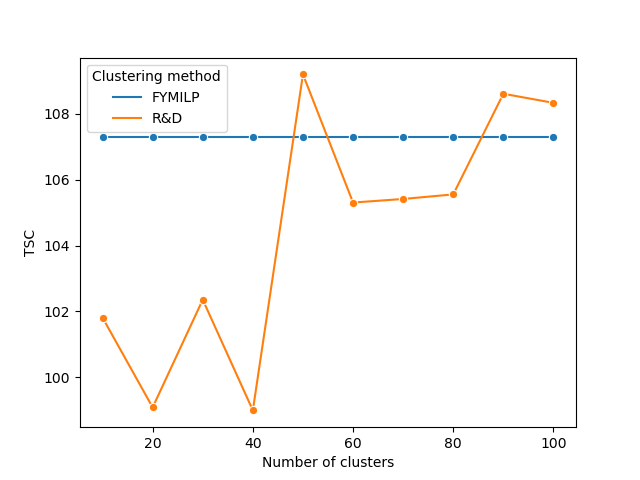 Clustering method
FYMILP
R&D
108
106
104
102
100
TSC
20 40 60 80 100
Number of clusters